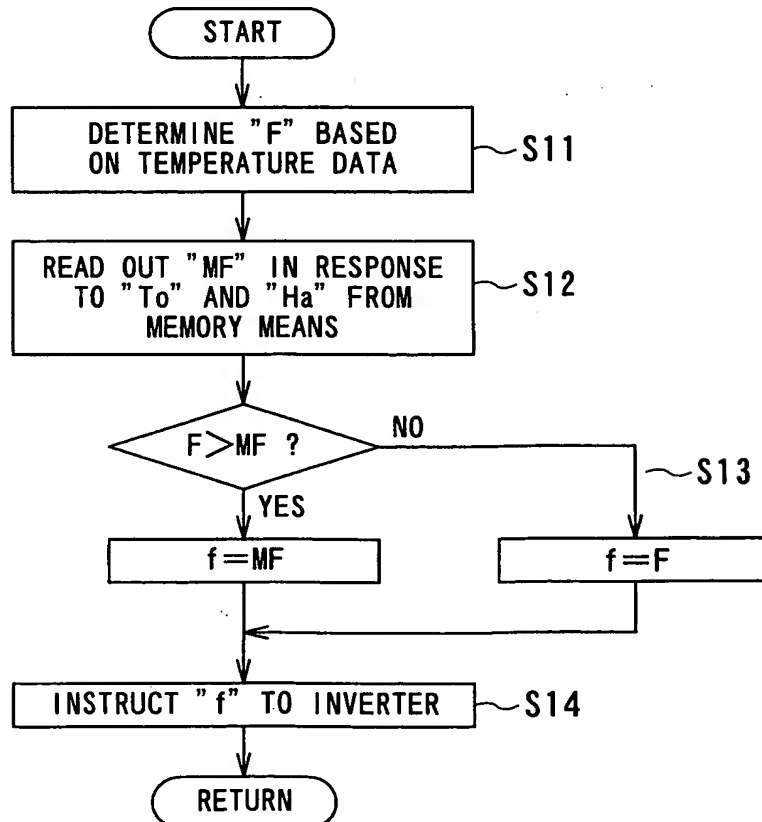 START
DETERMINE "F" BASED
ON TEMPERATURE DATA
S11
READ OUT "MF" IN RESPONSE
TO "To" AND "Ha" FROM
MEMORY MEANS
S12
F>MF ?
NO
S13
YES
f=MF
f=F
INSTRUCT "f" TO INVERTER
S14
RETURN